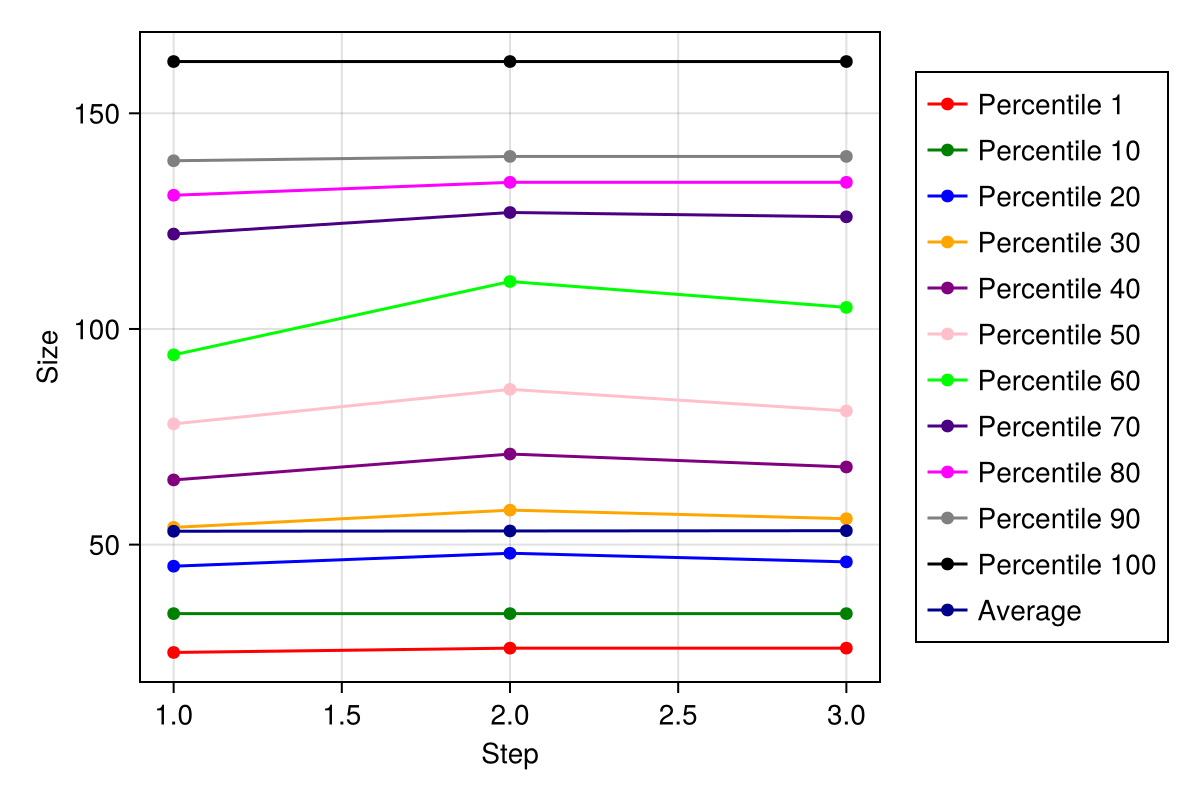 150
100
50
Size
1.0
1.5
2.0
2.5
3.0
Step
Percentile 1
Percentile 10
Percentile 20
Percentile 30
Percentile 40
Percentile 50
Percentile 60
Percentile 70
Percentile 80
Percentile 90
Percentile 100
Average